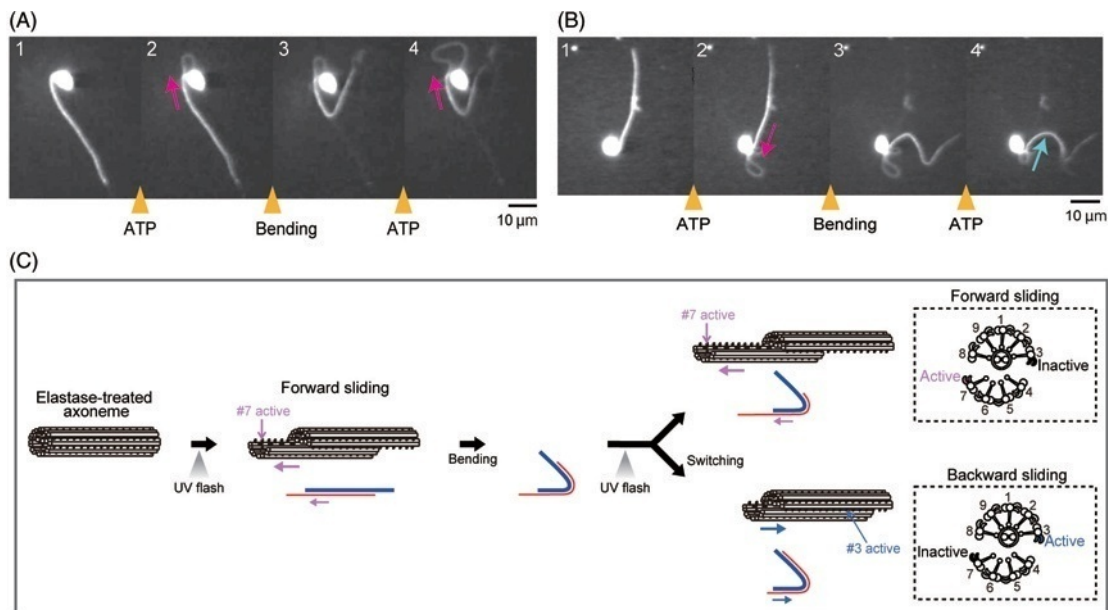 (A)
1
2
3
4
ATP
Bending
ATP
10 µm
(B)
1
2
3
4
ATP
Bending
ATP
10 µm
(C)
Elastase-treated
axoneme
UV flash
Forward sliding
#7 active
Bending
UV flash
Switching
#7 active
#3 active
Forward sliding
1
9
2
8
3
Inactive
Active
7
4
6
5
Backward sliding
1
9
2
8
3
Active
Inactive
7
4
6
5